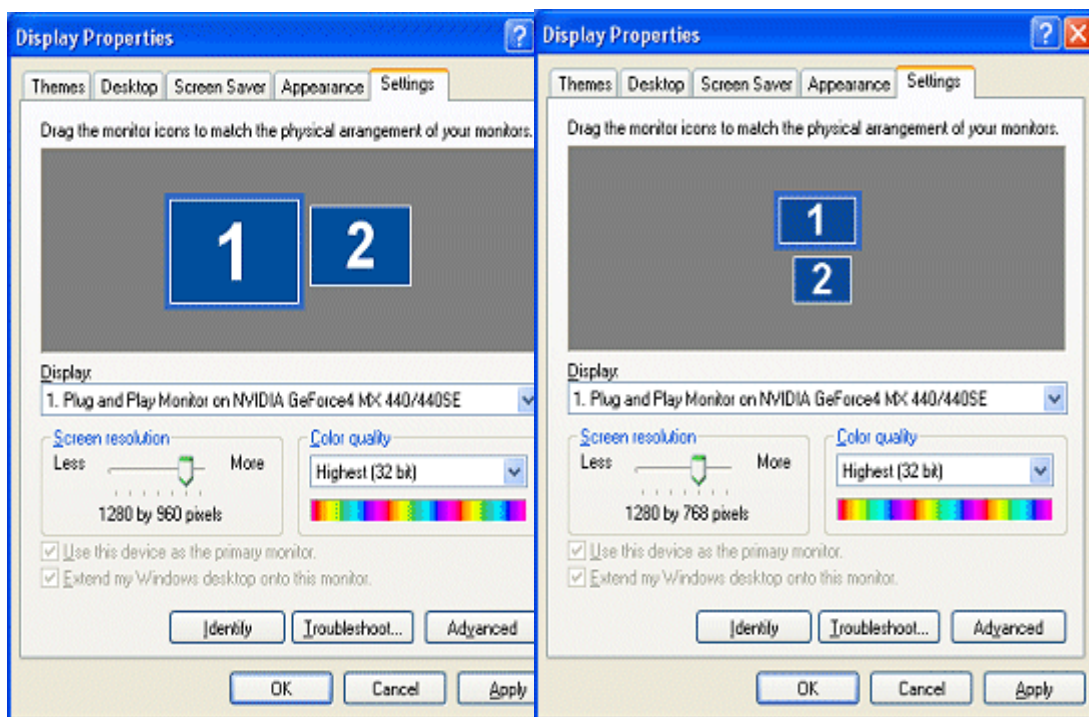 Display Properties
?
Themes Desktop Screen Saver Appearance Settings
Drag the monitor icons to match the physical arrangement of your monitors.
1 2
Display:
1. Plug and Play Monitor on NVIDIA GeForce4 MX 440/440SE
Screen resolution
Less More
1280 by 960 pixels
Color quality
Highest (32 bit)
Use this device as the primary monitor.
Extend my Windows desktop onto this monitor.
Identify Troubleshoot... Advanced
OK Cancel Apply
Display Properties
? X
Themes Desktop Screen Saver Appearance Settings
Drag the monitor icons to match the physical arrangement of your monitors.
1
2
Display:
1. Plug and Play Monitor on NVIDIA GeForce4 MX 440/440SE
Screen resolution
Less More
1280 by 768 pixels
Color quality
Highest (32 bit)
Use this device as the primary monitor.
Extend my Windows desktop onto this monitor.
Identify Troubleshoot... Advanced
OK Cancel Apply